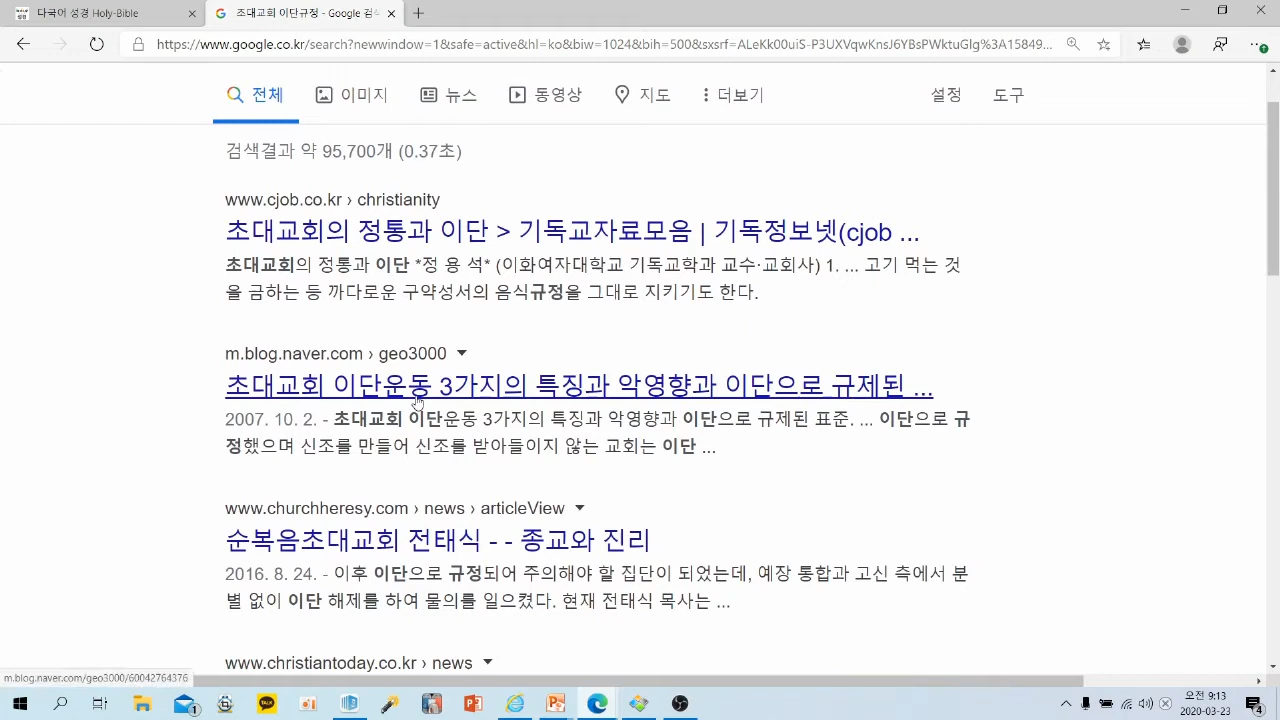 다국어 성경 Holy-Bible
초대교회 이단규정 - Google 검색
https://www.google.co.kr/search?newwindow=1&safe=active&hl=ko&biw=1024&bih=500&sxsrf=ALeKk00uiS-P3UXVqwKnsJ6YBsPWktuGlg%3A15849...
전체 이미지 뉴스 동영상 지도 더보기 설정 도구
검색결과 약 95,700개 (0.37초)
www.cjob.co.kr › christianity
초대교회의 정통과 이단 > 기독교자료모음 | 기독정보넷(cjob ...
초대교회의 정통과 이단 *정 용 석* (이화여자대학교 기독교학과 교수·교회사) 1. ... 고기 먹는 것
을 금하는 등 까다로운 구약성서의 음식규정을 그대로 지키기도 한다.
m.blog.naver.com › geo3000
초대교회 이단운동 3가지의 특징과 악영향과 이단으로 규제된 ...
2007. 10. 2. - 초대교회 이단운동 3가지의 특징과 악영향과 이단으로 규제된 표준. ... 이단으로 규
정했으며 신조를 만들어 신조를 받아들이지 않는 교회는 이단 ...
www.churchheresy.com › news › articleView
순복음초대교회 전태식 - - 종교와 진리
2016. 8. 24. - 이후 이단으로 규정되어 주의해야 할 집단이 되었는데, 예장 통합과 고신 측에서 분
별 없이 이단 해제를 하여 물의를 일으켰다. 현재 전태식 목사는 ...
www.christiantoday.co.kr › news
m.blog.naver.com/geo3000/60042764376
오전 9:13
2020-03-23